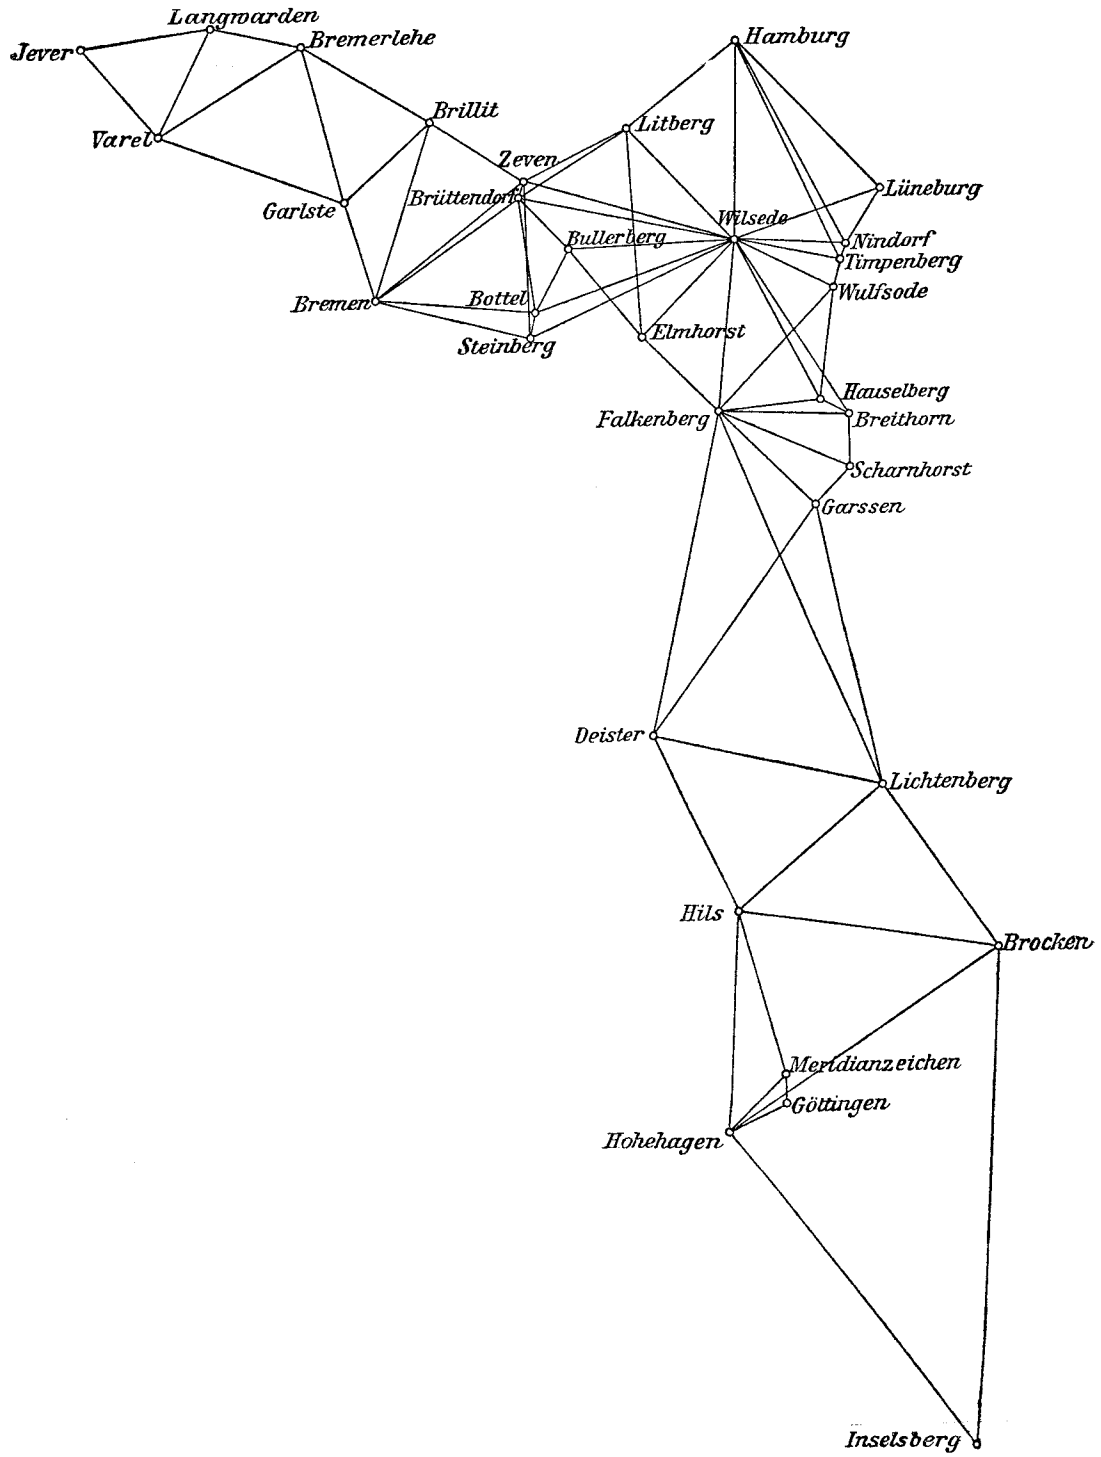 Langwarden
Jever
Bremerlehe
Hamburg
Brillit
Litberg
Varel
Zeven
Brüttendorf
Lüneburg
Garlste
Wilsede
Bullerberg
Nindorf
Timpenberg
Wulfsode
Bremen
Bottel
Steinberg
Elmhorst
Hauselberg
Falkenberg
Breithorn
Scharnhorst
Garssen
Deister
Lichtenberg
Hils
Brocken
Meridianzeichen
Göttingen
Hohehagen
Inselsberg